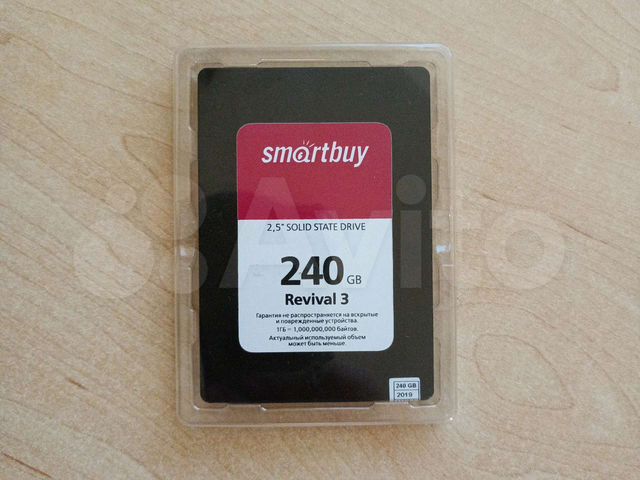 smartbuy
2,5" SOLID STATE DRIVE
240 GB
Revival 3
Гарантия не распространяется на вскрытые
и поврежденные устройства.
1ГБ = 1,000,000,000 байтов.
Актуальный используемый объем
может быть меньше.
240 GB
2019
Avito